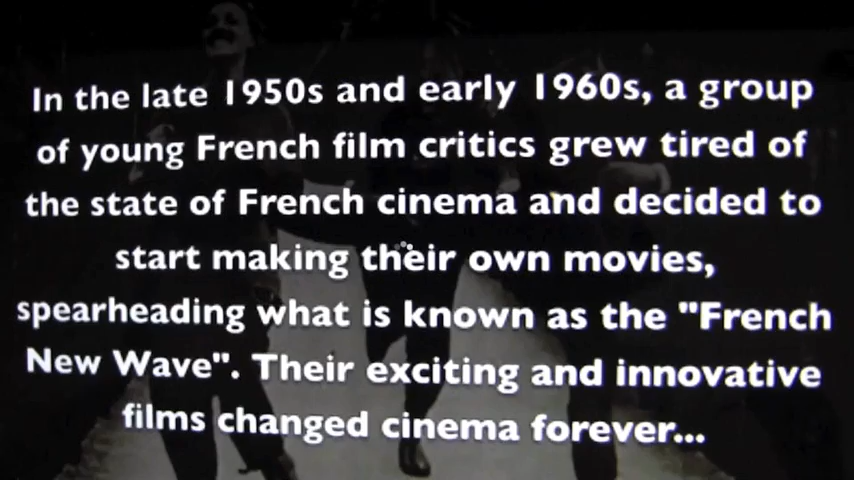 In the late 1950s and early 1960s, a group
of young French film critics grew tired of
the state of French cinema and decided to
start making their own movies,
spearheading what is known as the "French
New Wave". Their exciting and innovative
films changed cinema forever...